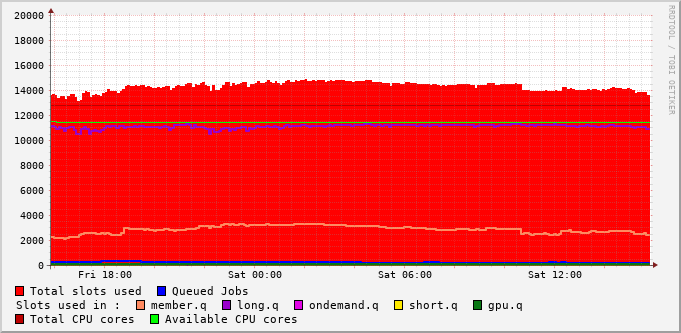 20000
18000
16000
14000
12000
10000
8000
6000
4000
2000
0
Fri 18:00 Sat 00:00 Sat 06:00 Sat 12:00
Total slots used Queued Jobs
Slots used in : member.q long.q ondemand.q short.q gpu.q
Total CPU cores Available CPU cores
RRDTOOL / TOBI OETIKER